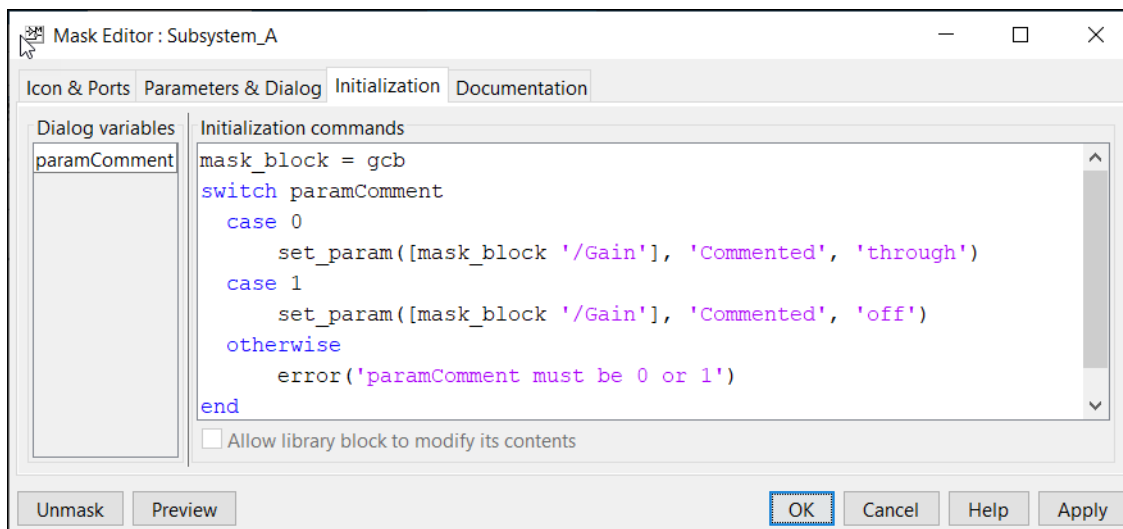 Mask Editor : Subsystem_A
Icon & Ports Parameters & Dialog Initialization Documentation
Dialog variables
paramComment
Initialization commands
mask_block = gcb
switch paramComment
  case 0
      set_param([mask_block '/Gain'], 'Commented', 'through')
  case 1
      set_param([mask_block '/Gain'], 'Commented', 'off')
  otherwise
      error('paramComment must be 0 or 1')
end
Allow library block to modify its contents
Unmask Preview OK Cancel Help Apply